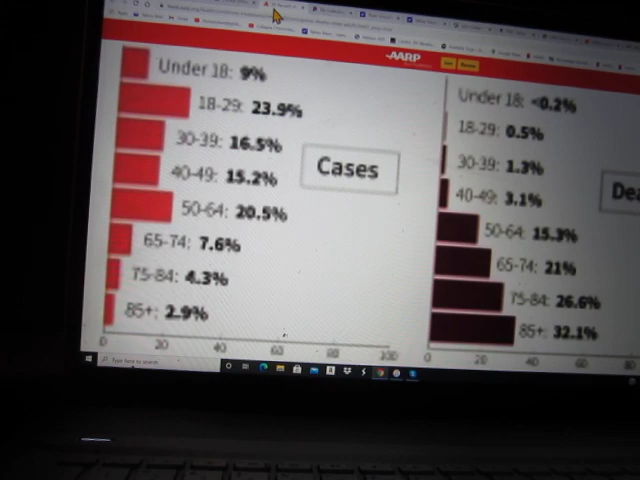 AARP
Under 18: 9%
18-29: 23.9%
30-39: 16.5%
40-49: 15.2%
50-64: 20.5%
65-74: 7.6%
75-84: 4.3%
85+: 2.9%
Cases
0 20 40 60 80 100
Under 18: <0.2%
18-29: 0.5%
30-39: 1.3%
40-49: 3.1%
50-64: 15.3%
65-74: 21%
75-84: 26.6%
85+: 32.1%
Dea
0 20 40 60 80
Type here to search